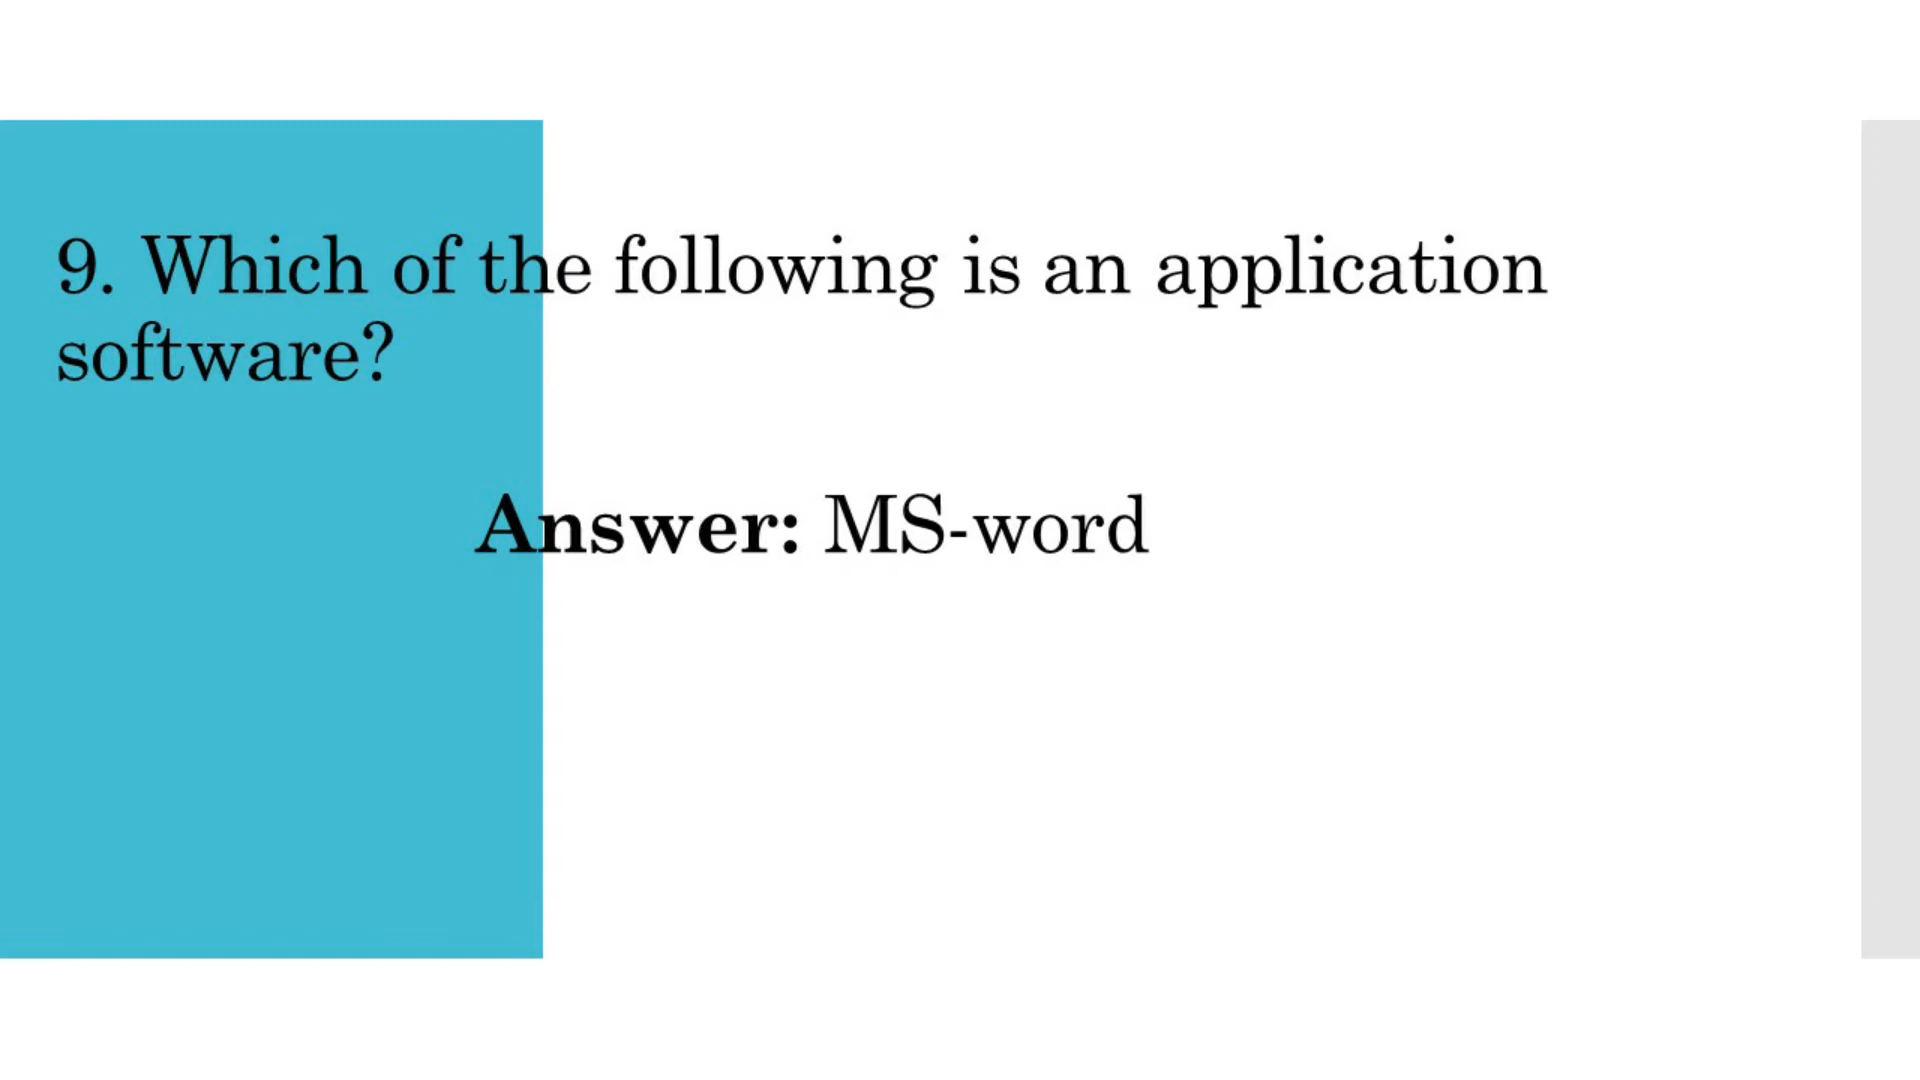 9. Which of the following is an application
software?
Answer: MS-word